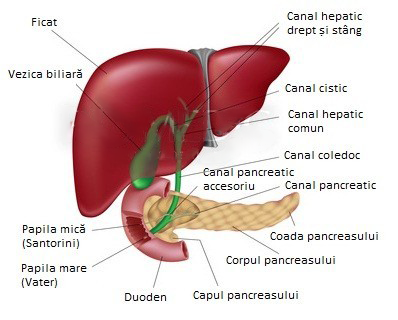 Ficat
Canal hepatic
drept și stâng
Vezica biliară
Canal cistic
Canal hepatic
comun
Canal coledoc
Canal pancreatic
accesoriu
Canal pancreatic
Papila mică
(Santorini)
Coada pancreasului
Corpul pancreasului
Papila mare
(Vater)
Duoden
Capul pancreasului